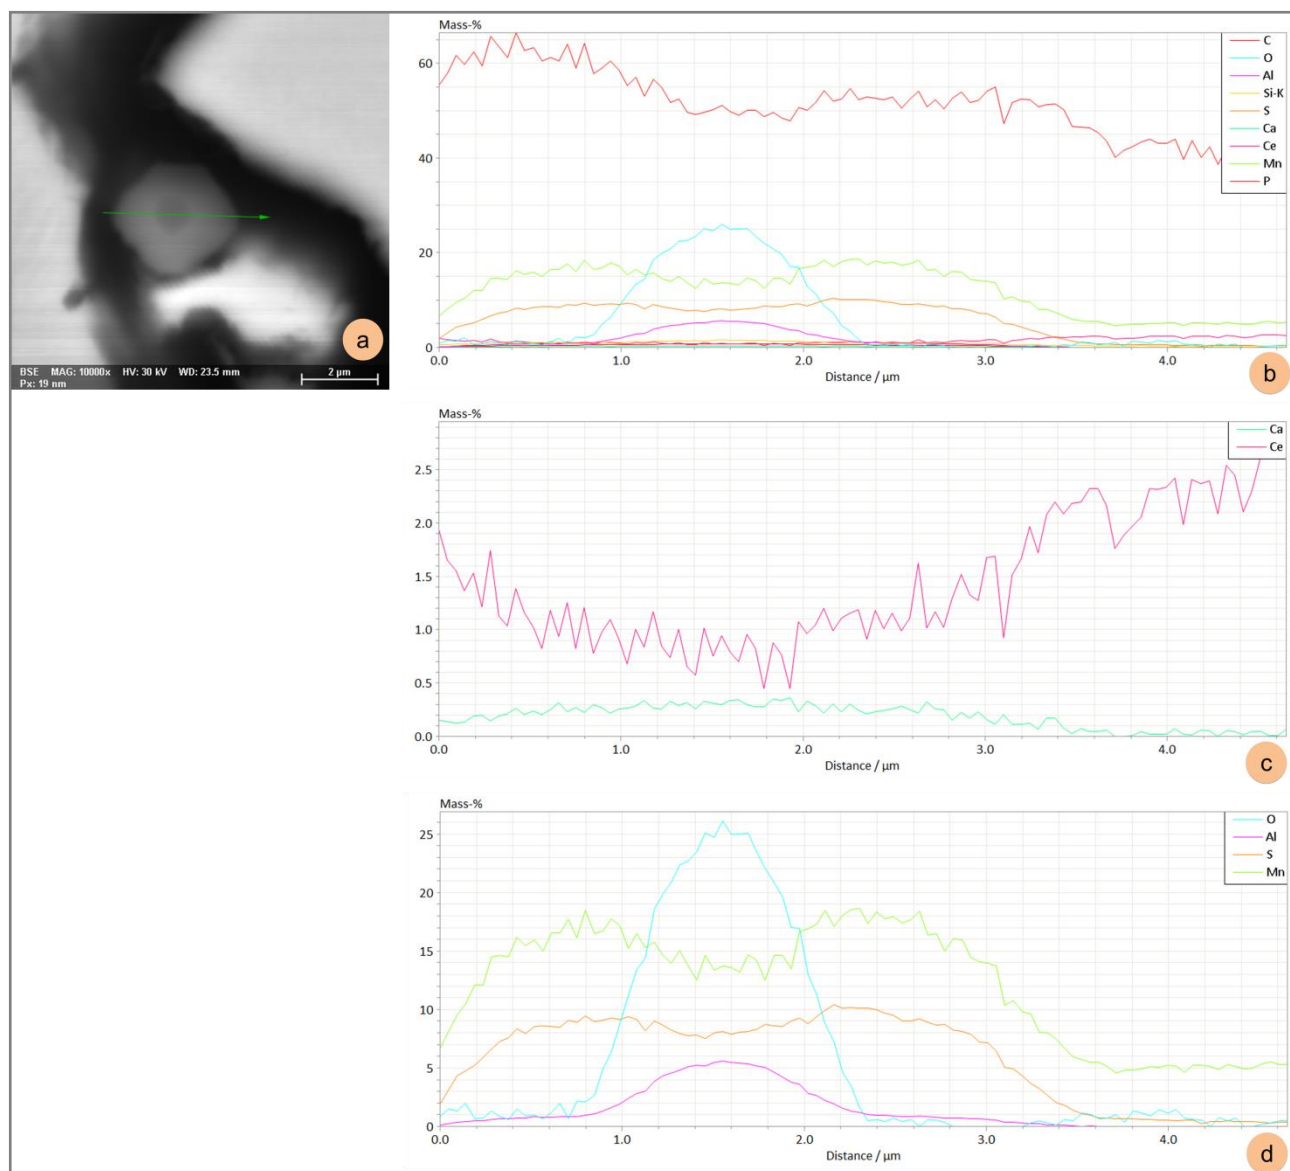 BSE MAG: 10000x HV: 30 kV WD: 23.5 mm
Px: 19 nm
2 µm
a
Mass-%
60
40
20
0
0.0 1.0 2.0 3.0 4.0
Distance / µm
C
O
Al
Si-K
S
Ca
Ce
Mn
P
b
Mass-%
2.5
2.0
1.5
1.0
0.5
0.0
0.0 1.0 2.0 3.0 4.0
Distance / µm
Ca
Ce
c
Mass-%
25
20
15
10
5
0
0.0 1.0 2.0 3.0 4.0
Distance / µm
O
Al
S
Mn
d